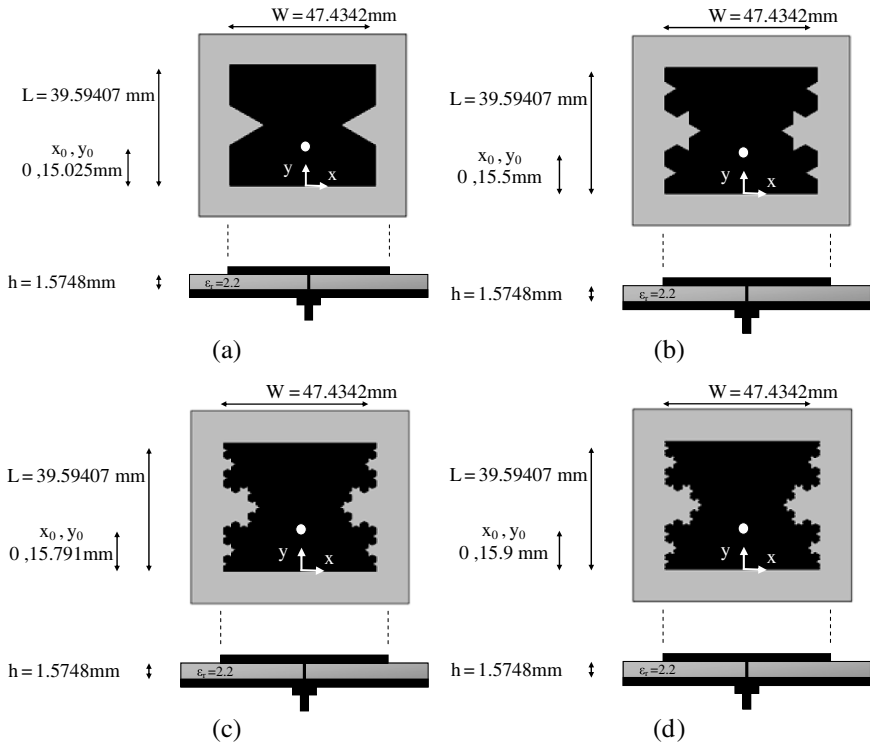 W = 47.4342mm
L = 39.59407 mm
x₀ , y₀
0 ,15.025mm
y
x
h = 1.5748mm
εᵣ=2.2
(a)
W = 47.4342mm
L = 39.59407 mm
x₀ , y₀
0 ,15.5mm
y
x
h = 1.5748mm
εᵣ=2.2
(b)
W = 47.4342mm
L = 39.59407 mm
x₀ , y₀
0 ,15.791mm
y
x
h = 1.5748mm
εᵣ=2.2
(c)
W = 47.4342mm
L = 39.59407 mm
x₀ , y₀
0 ,15.9 mm
y
x
h = 1.5748mm
εᵣ=2.2
(d)